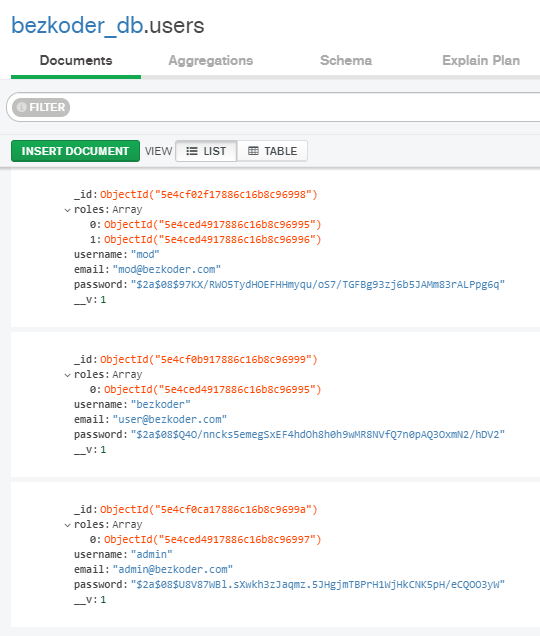 bezkoder_db.users
Documents Aggregations Schema Explain Plan
FILTER
INSERT DOCUMENT VIEW LIST TABLE
_id: ObjectId("5e4cf02f17886c16b8c96998")
roles: Array
0: ObjectId("5e4ced4917886c16b8c96995")
1: ObjectId("5e4ced4917886c16b8c96996")
username: "mod"
email: "mod@bezkoder.com"
password: "$2a$08$97KX/RWO5TydHOEFHHmyqu/oS7/TGFBg93zj6b5JAMm83rALPpg6q"
__v: 1
_id: ObjectId("5e4cf0b917886c16b8c96999")
roles: Array
0: ObjectId("5e4ced4917886c16b8c96995")
username: "bezkoder"
email: "user@bezkoder.com"
password: "$2a$08$Q4O/nncks5emegSxEF4hdOh8h0h9wMR8NVfQ7n0pAQ3OxmN2/hDV2"
__v: 1
_id: ObjectId("5e4cf0ca17886c16b8c9699a")
roles: Array
0: ObjectId("5e4ced4917886c16b8c96997")
username: "admin"
email: "admin@bezkoder.com"
password: "$2a$08$U8V87WBl.sXwkh3zJaqmz.5JHgjmTBPrH1WjHkCNK5pH/eCQOO3yW"
__v: 1